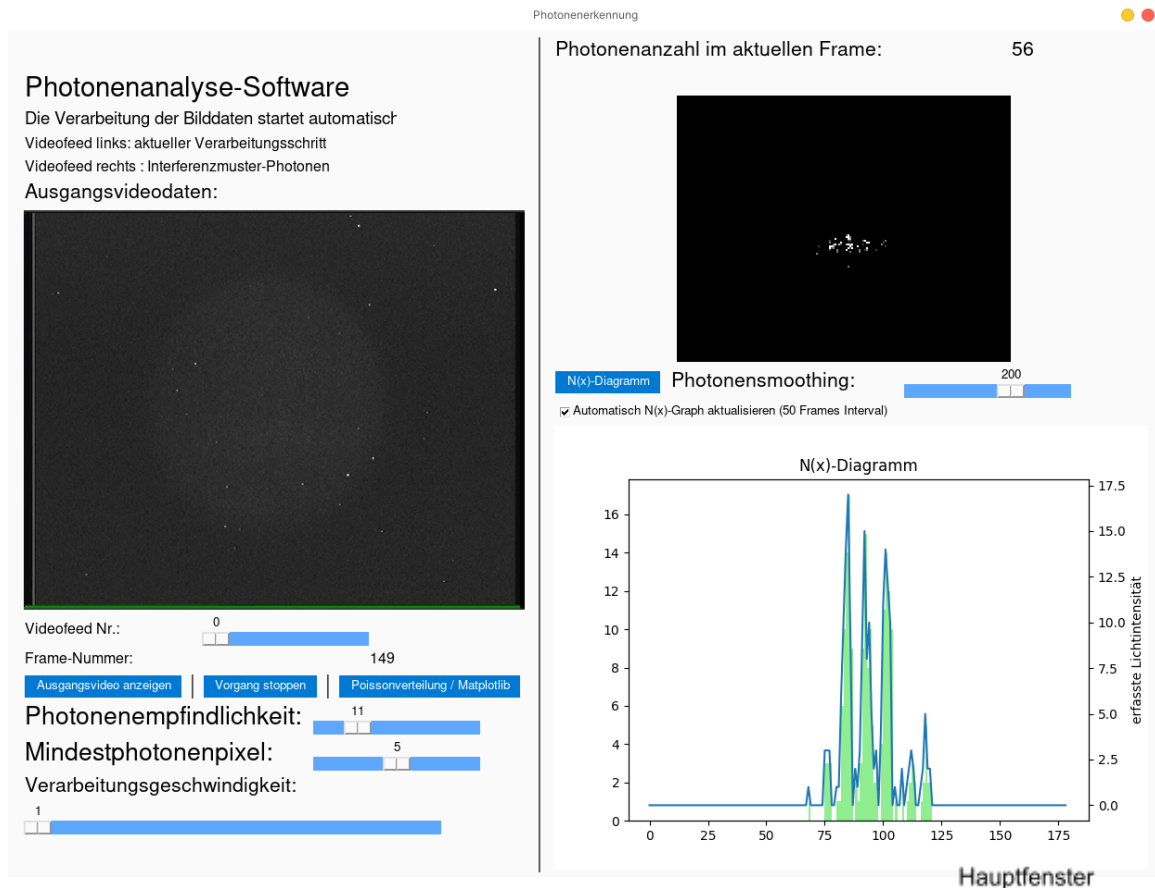 Photonenerkennung
Photonenanalyse-Software
Die Verarbeitung der Bilddaten startet automatisch
Videofeed links: aktueller Verarbeitungsschritt
Videofeed rechts : Interferenzmuster-Photonen
Ausgangsvideodaten:
Videofeed Nr.:
0
Frame-Nummer: 149
Ausgangsvideo anzeigen
Vorgang stoppen
Poissonverteilung / Matplotlib
Photonenempfindlichkeit:
11
Mindestphotonenpixel:
5
Verarbeitungsgeschwindigkeit:
1
Photonenanzahl im aktuellen Frame: 56
N(x)-Diagramm
Photonensmoothing:
200
Automatisch N(x)-Graph aktualisieren (50 Frames Interval)
N(x)-Diagramm
16
14
12
10
8
6
4
2
0
17.5
15.0
12.5
10.0
7.5
5.0
2.5
0.0
erfasste Lichtintensität
0 25 50 75 100 125 150 175
Hauptfenster